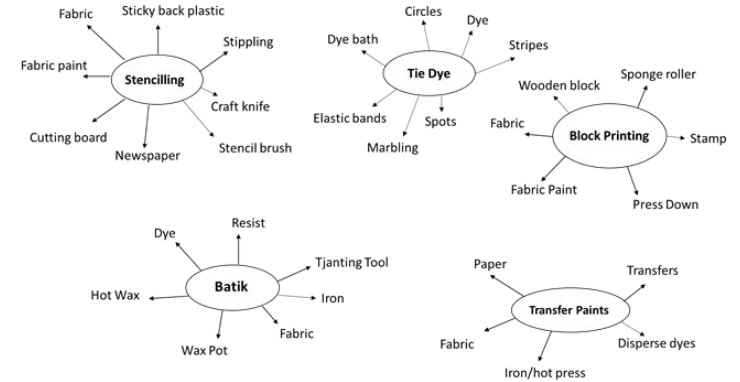 Fabric
Sticky back plastic
Stippling
Fabric paint
Stencilling
Craft knife
Cutting board
Newspaper
Stencil brush
Circles
Dye
Dye bath
Stripes
Tie Dye
Elastic bands
Spots
Marbling
Wooden block
Sponge roller
Fabric
Block Printing
Stamp
Fabric Paint
Press Down
Resist
Dye
Tjanting Tool
Batik
Hot Wax
Iron
Fabric
Wax Pot
Paper
Transfers
Transfer Paints
Fabric
Disperse dyes
Iron/hot press